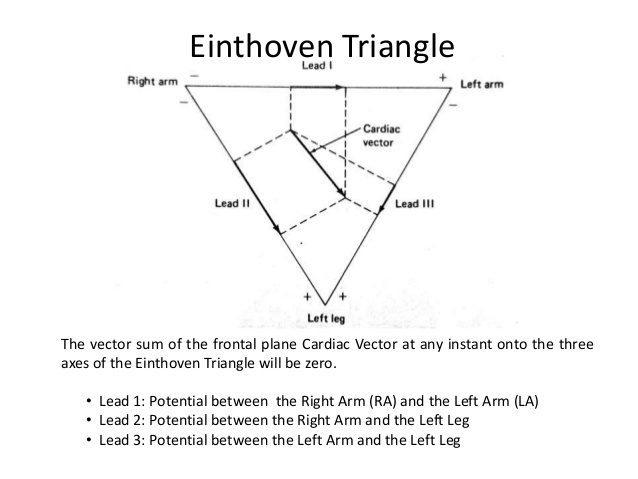 Einthoven Triangle
Lead I
Right arm − + Left arm
− −
Cardiac
vector
Lead II Lead III
+ +
Left leg
The vector sum of the frontal plane Cardiac Vector at any instant onto the three
axes of the Einthoven Triangle will be zero.
• Lead 1: Potential between the Right Arm (RA) and the Left Arm (LA)
• Lead 2: Potential between the Right Arm and the Left Leg
• Lead 3: Potential between the Left Arm and the Left Leg